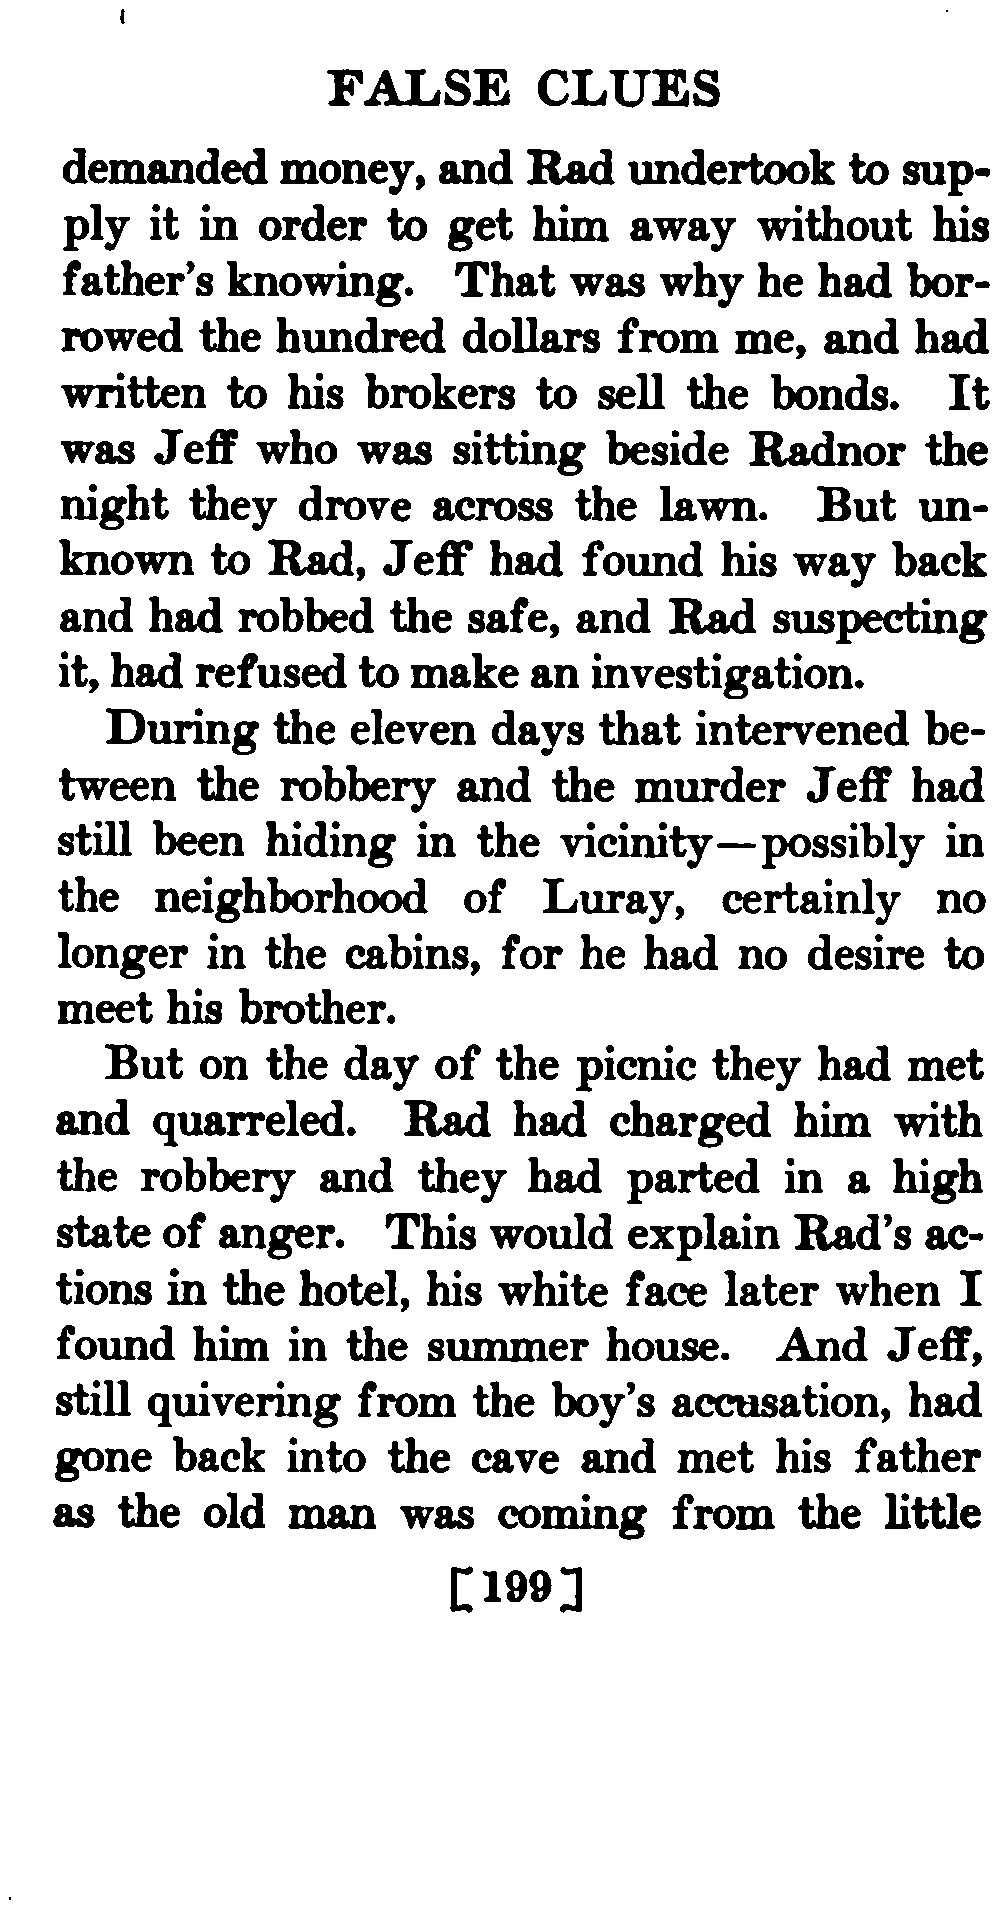 FALSE CLUES
demanded money, and Rad undertook to sup-
ply it in order to get him away without his
father's knowing. That was why he had bor-
rowed the hundred dollars from me, and had
written to his brokers to sell the bonds. It
was Jeff who was sitting beside Radnor the
night they drove across the lawn. But un-
known to Rad, Jeff had found his way back
and had robbed the safe, and Rad suspecting
it, had refused to make an investigation.
During the eleven days that intervened be-
tween the robbery and the murder Jeff had
still been hiding in the vicinity—possibly in
the neighborhood of Luray, certainly no
longer in the cabins, for he had no desire to
meet his brother.
But on the day of the picnic they had met
and quarreled. Rad had charged him with
the robbery and they had parted in a high
state of anger. This would explain Rad's ac-
tions in the hotel, his white face later when I
found him in the summer house. And Jeff,
still quivering from the boy's accusation, had
gone back into the cave and met his father
as the old man was coming from the little
[199]